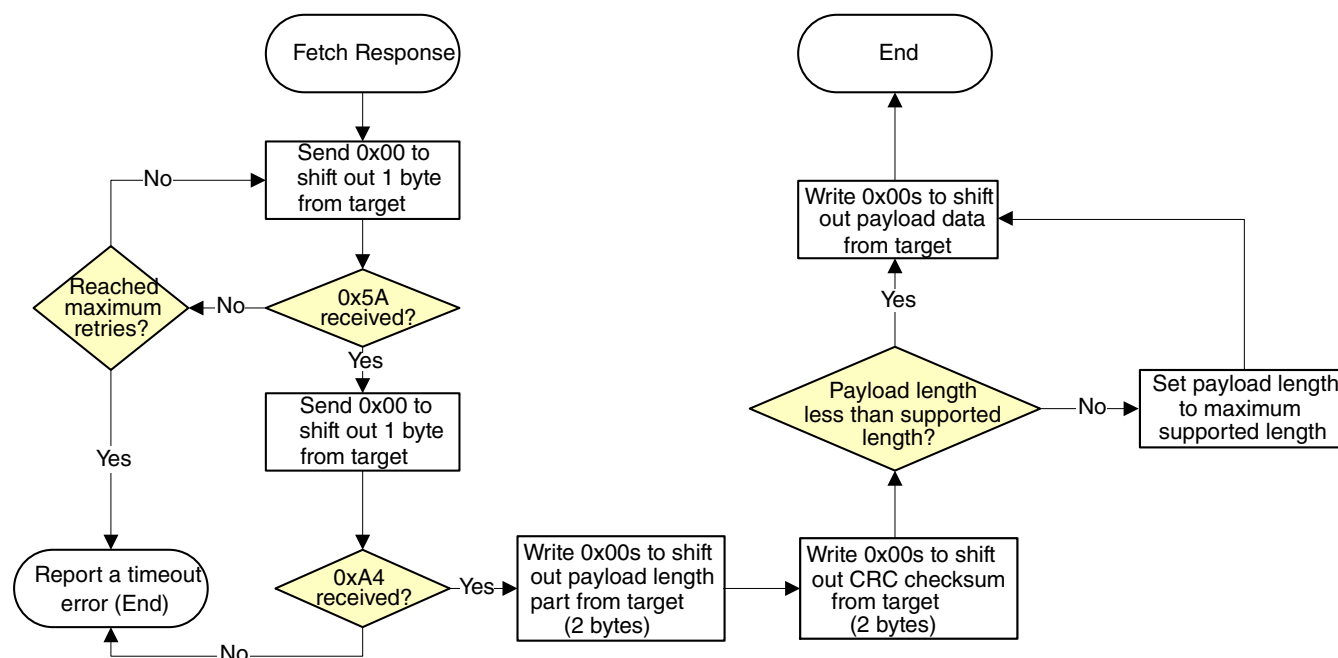 Fetch Response
End
Send 0x00 to
shift out 1 byte
from target
No
Write 0x00s to shift
out payload data
from target
Reached
maximum
retries?
No
0x5A
received?
Yes
Yes
Send 0x00 to
shift out 1 byte
from target
Payload length
less than supported
length?
No
Set payload length
to maximum
supported length
Yes
Report a timeout
error (End)
0xA4
received?
Yes
Write 0x00s to shift
out payload length
part from target
(2 bytes)
Write 0x00s to shift
out CRC checksum
from target
(2 bytes)
No